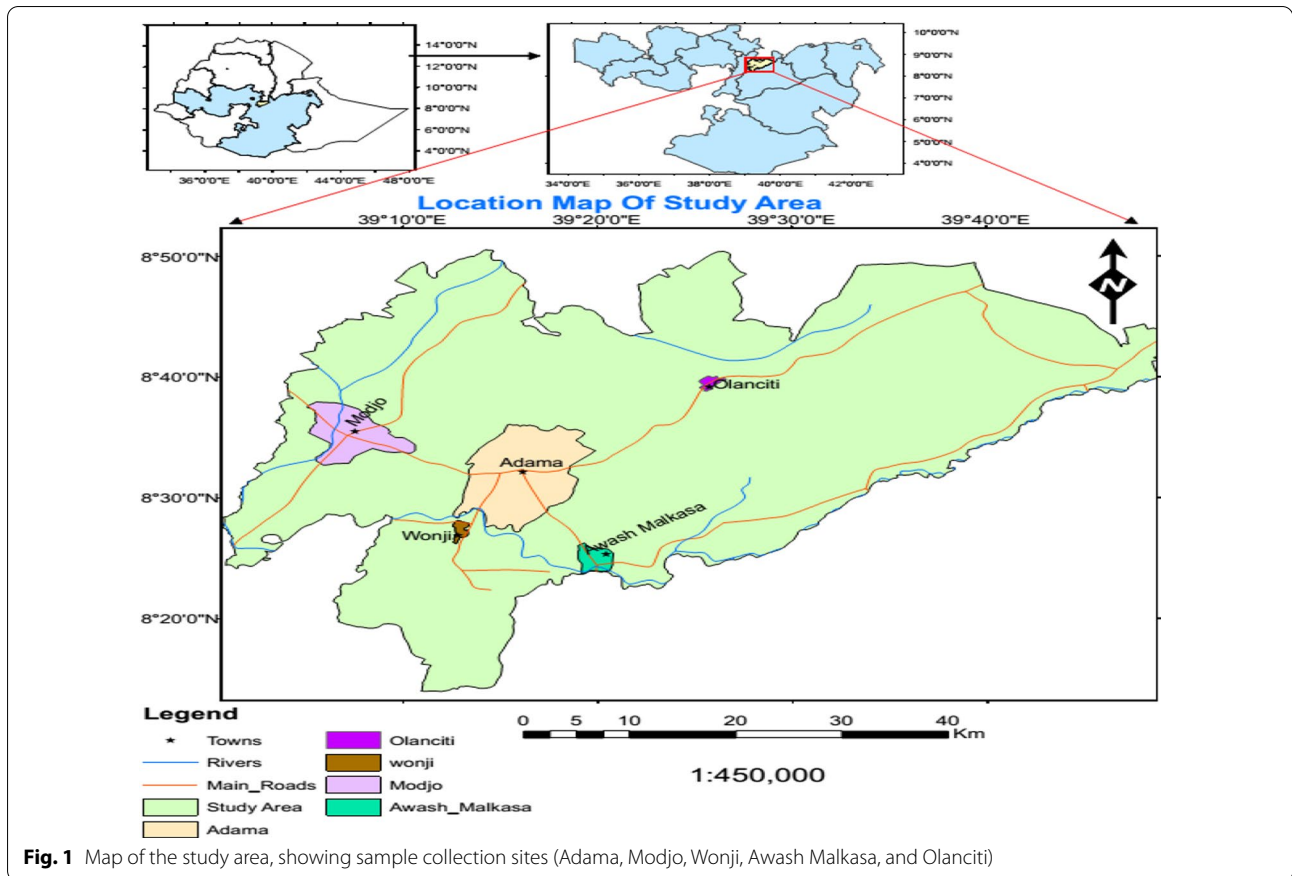 14°0'0"N
12°0'0"N
10°0'0"N
8°0'0"N
6°0'0"N
4°0'0"N
36°0'0"E 40°0'0"E 44°0'0"E 48°0'0"E
10°0'0"N
9°0'0"N
8°0'0"N
7°0'0"N
6°0'0"N
5°0'0"N
4°0'0"N
34°0'0"E 36°0'0"E 38°0'0"E 40°0'0"E 42°0'0"E
Location Map Of Study Area
39°10'0"E 39°20'0"E 39°30'0"E 39°40'0"E
8°50'0"N
8°40'0"N
8°30'0"N
8°20'0"N
N
Olanciti
Modjo
Adama
Wonji
Awash Malkasa
Legend
Towns
Rivers
Main_Roads
Study Area
Adama
Olanciti
wonji
Modjo
Awash_Malkasa
0 5 10 20 30 40
Km
1:450,000
Fig. 1 Map of the study area, showing sample collection sites (Adama, Modjo, Wonji, Awash Malkasa, and Olanciti)